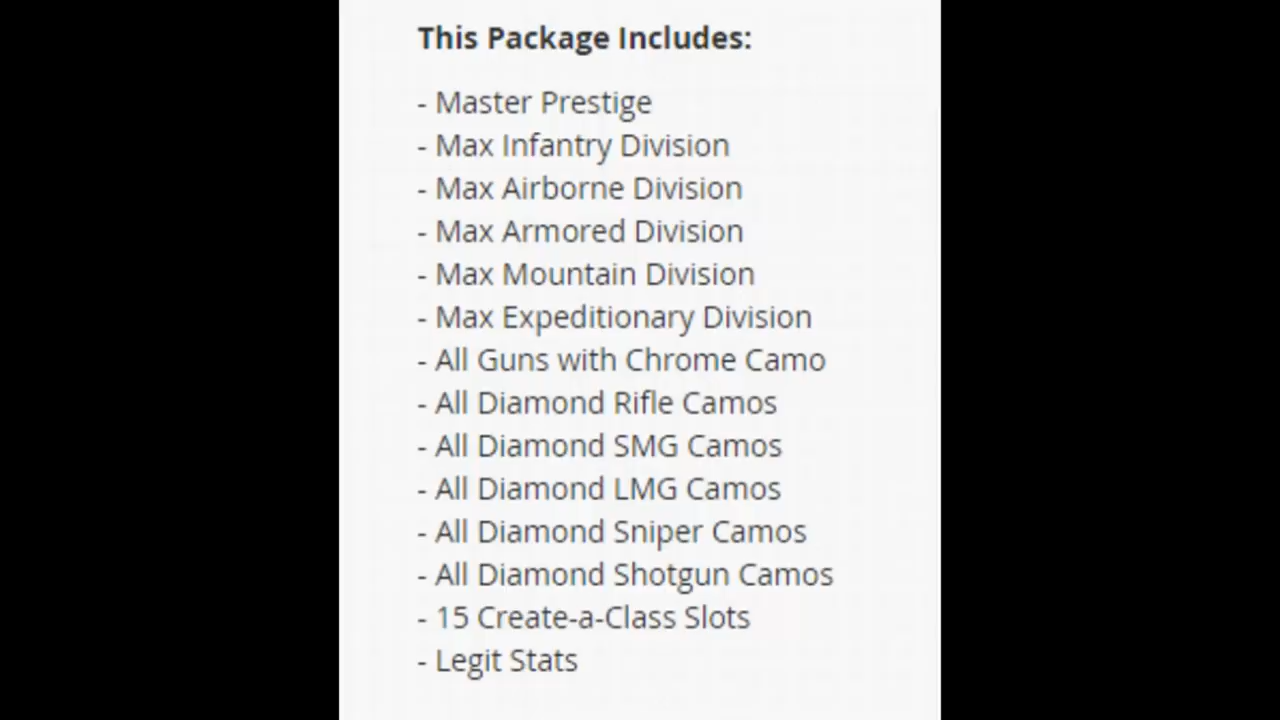 This Package Includes:
- Master Prestige
- Max Infantry Division
- Max Airborne Division
- Max Armored Division
- Max Mountain Division
- Max Expeditionary Division
- All Guns with Chrome Camo
- All Diamond Rifle Camos
- All Diamond SMG Camos
- All Diamond LMG Camos
- All Diamond Sniper Camos
- All Diamond Shotgun Camos
- 15 Create-a-Class Slots
- Legit Stats